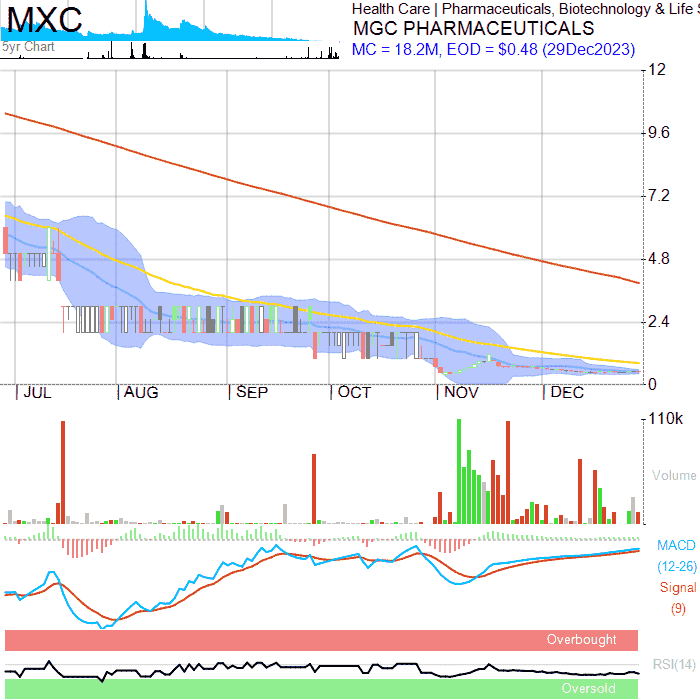 MXC
5yr Chart
Health Care | Pharmaceuticals, Biotechnology & Life S
MGC PHARMACEUTICALS
MC = 18.2M, EOD = $0.48 (29Dec2023)
12
9.6
7.2
4.8
2.4
0
JUL AUG SEP OCT NOV DEC
110k
Volume
MACD
(12-26)
Signal
(9)
Overbought
RSI(14)
Oversold